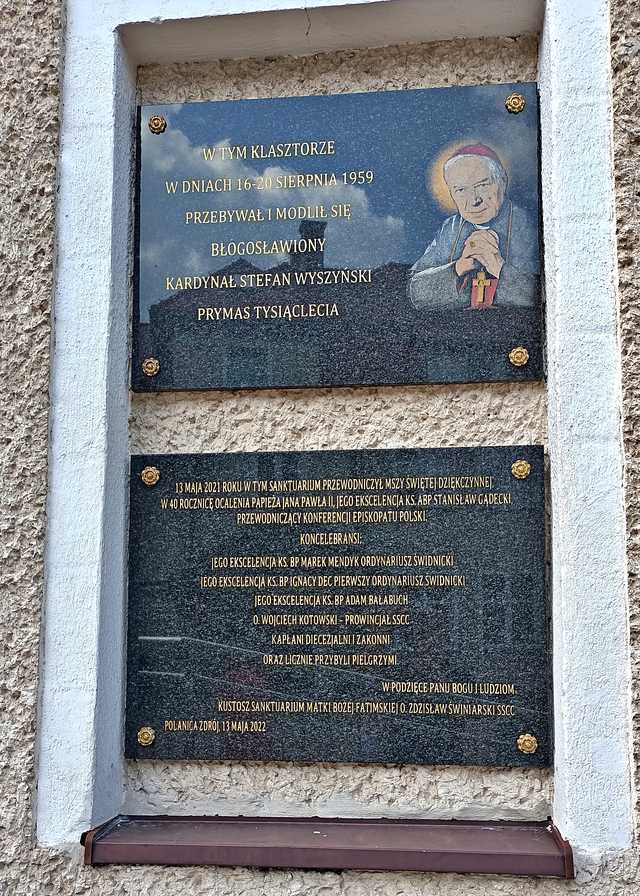 W TYM KLASZTORZE
W DNIACH 16-20 SIERPNIA 1959
PRZEBYWAŁ I MODLIŁ SIĘ
BŁOGOSŁAWIONY
KARDYNAŁ STEFAN WYSZYŃSKI
PRYMAS TYSIĄCLECIA
13 MAJA 2021 ROKU W TYM SANKTUARIUM PRZEWODNICZYŁ MSZY ŚWIĘTEJ DZIĘKCZYNNEJ
W 40 ROCZNICĘ OCALENIA PAPIEŻA JANA PAWŁA II, JEGO EKSCELENCJA KS. ABP STANISŁAW GĄDECKI
PRZEWODNICZĄCY KONFERENCJI EPISKOPATU POLSKI.
KONCELEBRANSI:
JEGO EKSCELENCJA KS. BP MAREK MENDYK ORDYNARIUSZ ŚWIDNICKI
JEGO EKSCELENCJA KS. BP IGNACY DEC PIERWSZY ORDYNARIUSZ ŚWIDNICKI
JEGO EKSCELENCJA KS. BP ADAM BAŁABUCH
O. WOJCIECH KOTOWSKI - PROWINCJAŁ SSCC
KAPŁANI DIECEZJALNI I ZAKONNI
ORAZ LICZNIE PRZYBYLI PIELGRZYMI
W PODZIĘCE PANU BOGU I LUDZIOM
KUSTOSZ SANKTUARIUM MATKI BOŻEJ FATIMSKIEJ O. ZDZISŁAW ŚWINIARSKI SSCC
POLANICA ZDRÓJ, 13 MAJA 2022